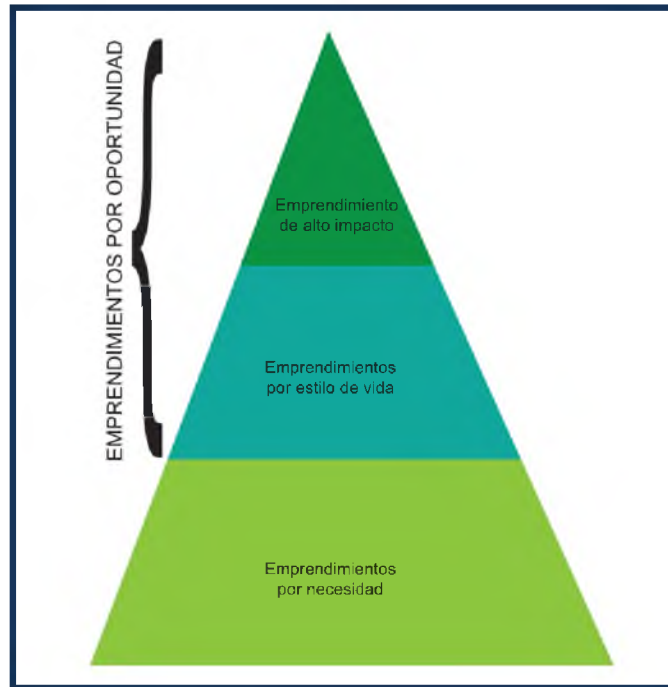 EMPRENDIMIENTOS POR OPORTUNIDAD
Emprendimiento
de alto impacto
Emprendimientos
por estilo de vida
Emprendimientos
por necesidad